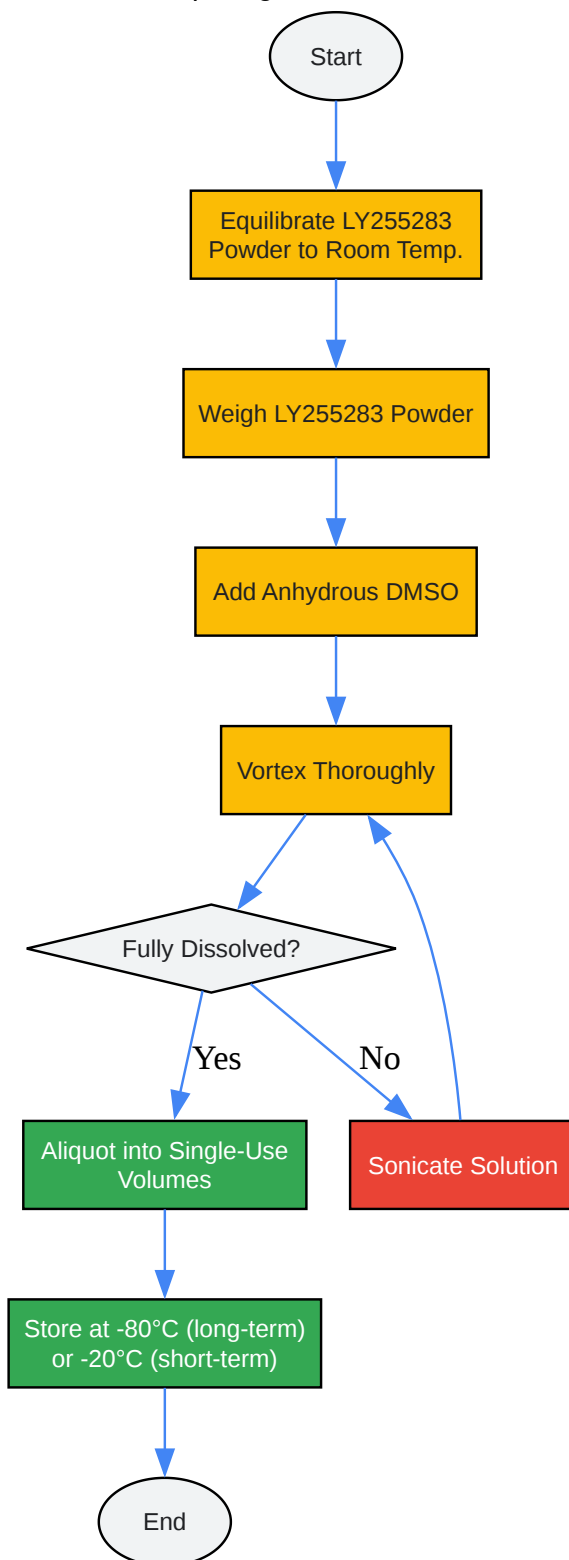 Start
Equilibrate LY255283
Powder to Room Temp.
Weigh LY255283 Powder
Add Anhydrous DMSO
Vortex Thoroughly
Fully Dissolved?
Yes
No
Aliquot into Single-Use
Volumes
Sonicate Solution
Store at -80°C (long-term)
or -20°C (short-term)
End